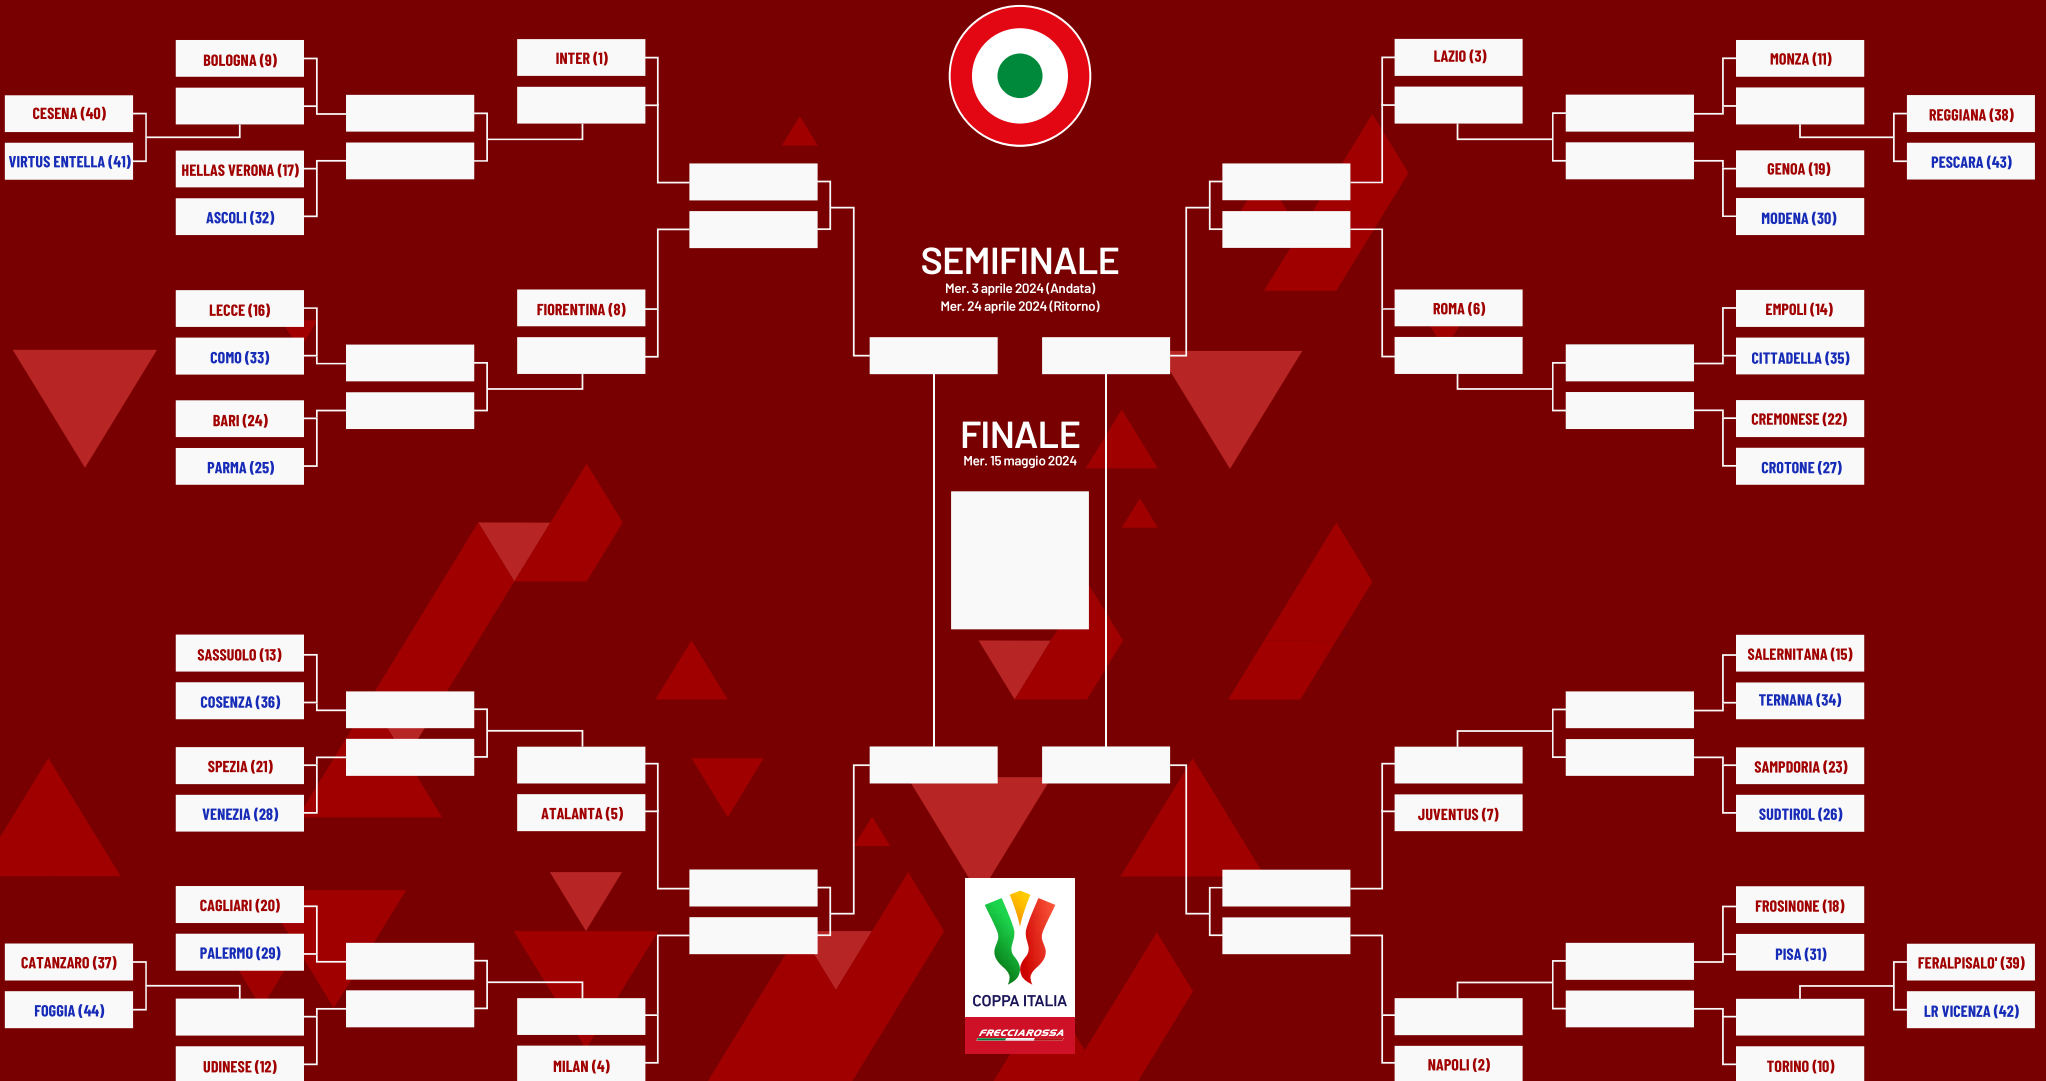 BOLOGNA (9)
CESENA (40)
VIRTUS ENTELLA (41)
HELLAS VERONA (17)
ASCOLI (32)
INTER (1)
LECCE (16)
COMO (33)
BARI (24)
PARMA (25)
FIORENTINA (8)
SEMIFINALE
Mer. 3 aprile 2024 (Andata)
Mer. 24 aprile 2024 (Ritorno)
FINALE
Mer. 15 maggio 2024
LAZIO (3)
MONZA (11)
REGGIANA (38)
PESCARA (43)
GENOA (19)
MODENA (30)
ROMA (6)
EMPOLI (14)
CITTADELLA (35)
CREMONESE (22)
CROTONE (27)
SASSUOLO (13)
COSENZA (36)
SPEZIA (21)
VENEZIA (28)
ATALANTA (5)
CAGLIARI (20)
PALERMO (29)
CATANZARO (37)
FOGGIA (44)
UDINESE (12)
MILAN (4)
COPPA ITALIA
FRECCIAROSSA
SALERNITANA (15)
TERNANA (34)
SAMPDORIA (23)
SUDTIROL (26)
JUVENTUS (7)
FROSINONE (18)
PISA (31)
FERALPISALO' (39)
LR VICENZA (42)
TORINO (10)
NAPOLI (2)